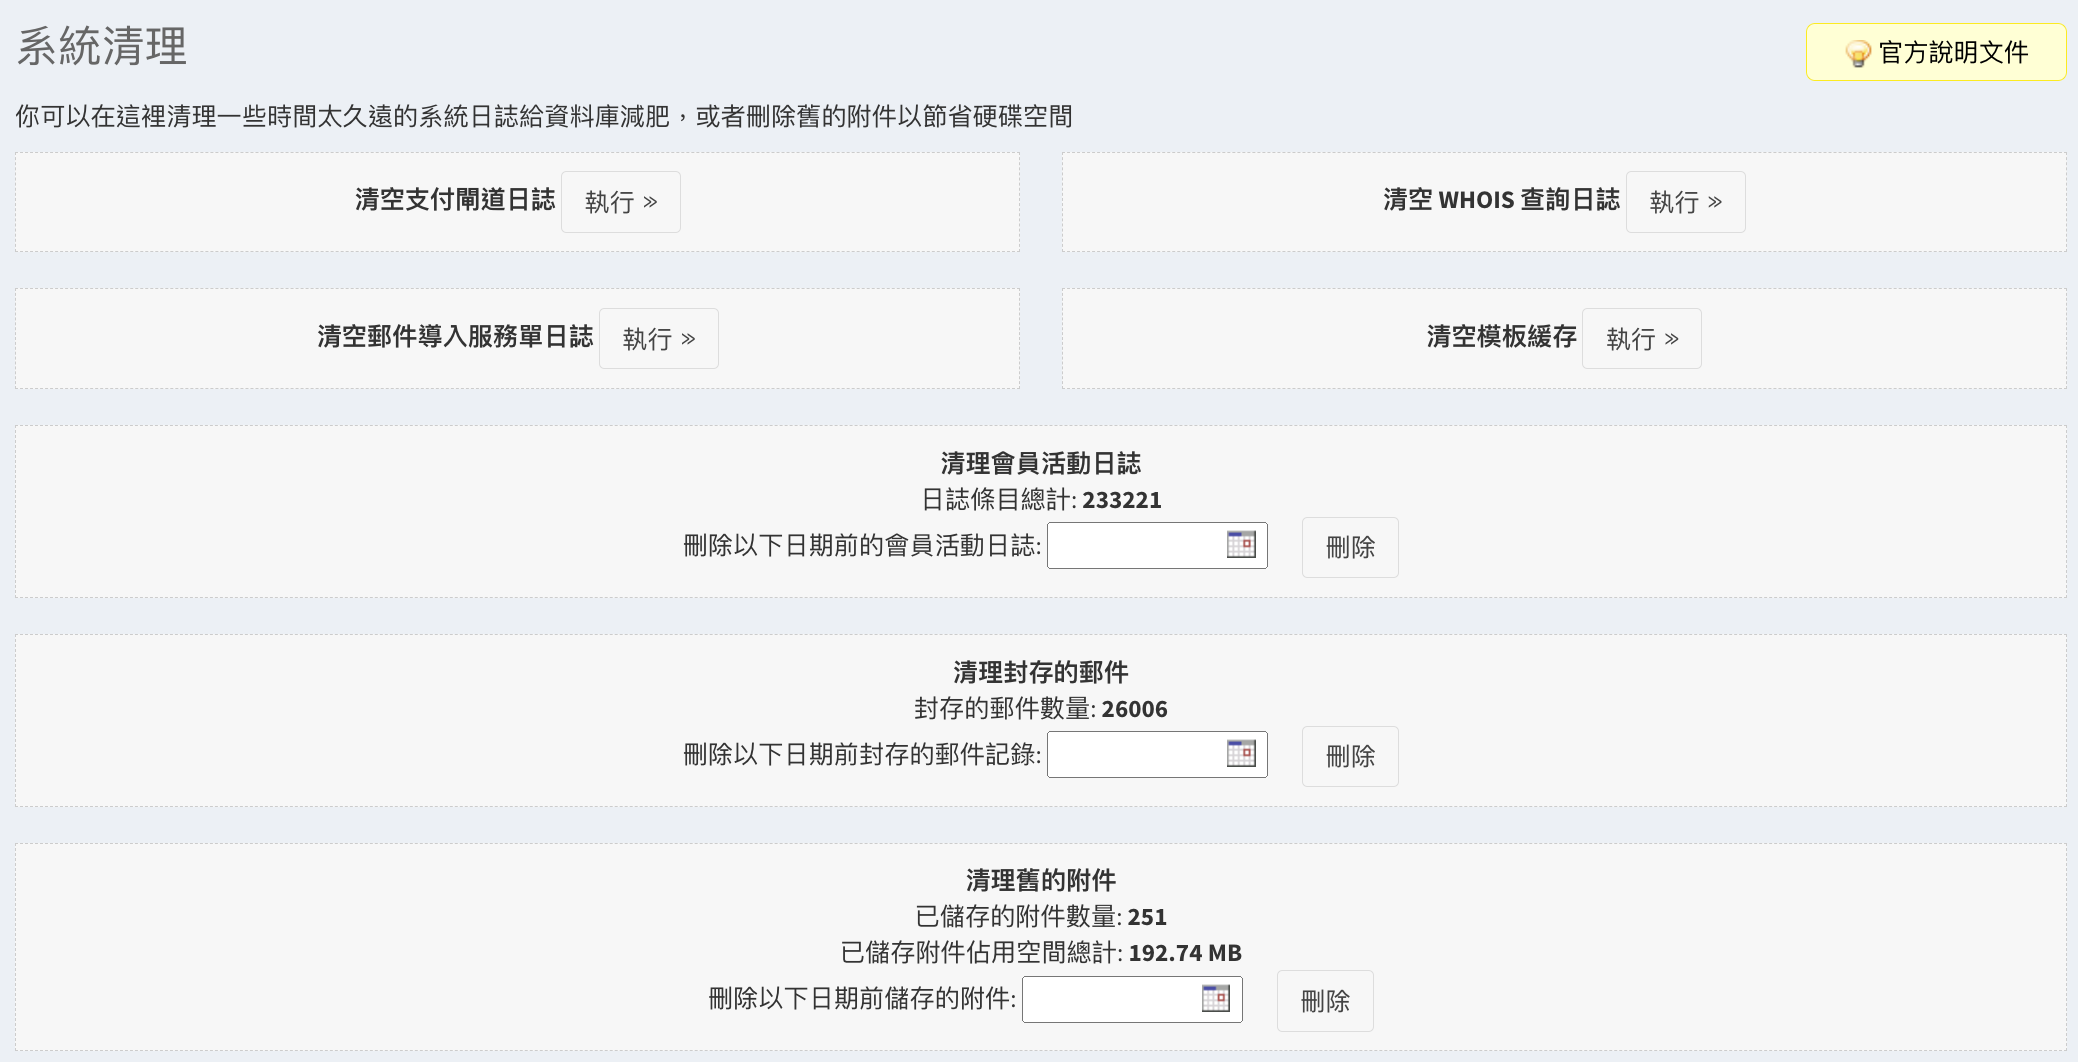 系統清理
官方說明文件
你可以在這裡清理一些時間太久遠的系統日誌給資料庫減肥，或者刪除舊的附件以節省硬碟空間
清空支付閘道日誌 執行 »
清空 WHOIS 查詢日誌 執行 »
清空郵件導入服務單日誌 執行 »
清空模板緩存 執行 »
清理會員活動日誌
日誌條目總計: 233221
刪除以下日期前的會員活動日誌: 刪除
清理封存的郵件
封存的郵件數量: 26006
刪除以下日期前封存的郵件記錄: 刪除
清理舊的附件
已儲存的附件數量: 251
已儲存附件佔用空間總計: 192.74 MB
刪除以下日期前儲存的附件: 刪除